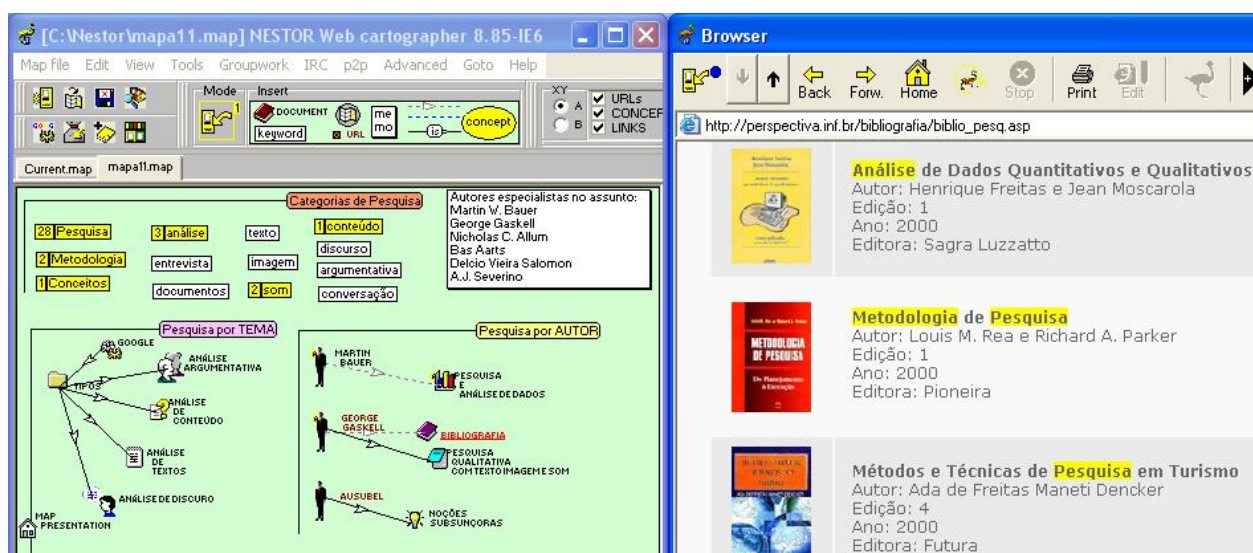 [C:\Nestor\mapa11.map] NESTOR Web cartographer 8.85-IE6
Map file Edit View Tools Groupwork IRC p2p Advanced Goto Help
Mode
1
Insert
DOCUMENT
keyword
URL
me
mo
is
concept
XY
A
B
URLs
CONCEF
LINKS
Current.map mapa11.map
Categorias de Pesquisa
28 Pesquisa
3 análise
texto
1 conteúdo
2 Metodologia
entrevista
imagem
discurso
argumentativa
1 Conceitos
documentos
2 som
conversação
Autores especialistas no assunto:
Martin W. Bauer
George Gaskell
Nicholas C. Allum
Bas Aarts
Delcio Vieira Salomon
A.J. Severino
Pesquisa por TEMA
GOOGLE
TIPOS
ANÁLISE
ARGUMENTATIVA
ANÁLISE
DE
CONTEÚDO
ANÁLISE
DE
TEXTOS
ANÁLISE DE DISCURO
MAP
PRESENTATION
Pesquisa por AUTOR
MARTIN
BAUER
PESQUISA
E
ANÁLISE DE DADOS
GEORGE
GASKELL
BIBLIOGRAFIA
PESQUISA
QUALITATIVA
COM TEXTO IMAGEM E SOM
AUSUBEL
NOÇÕES
SUBSUNÇORAS
Browser
Back Forw. Home Stop Print Edit
http://perspectiva.inf.br/bibliografia/biblio_pesq.asp
Análise de Dados Quantitativos e Qualitativos
Autor: Henrique Freitas e Jean Moscarola
Edição: 1
Ano: 2000
Editora: Sagra Luzzatto
METODOLOGIA
DE PESQUISA
Do Planejamento
à Execução
Metodologia de Pesquisa
Autor: Louis M. Rea e Richard A. Parker
Edição: 1
Ano: 2000
Editora: Pioneira
Métodos e Técnicas de Pesquisa em Turismo
Autor: Ada de Freitas Maneti Dencker
Edição: 4
Ano: 2000
Editora: Futura